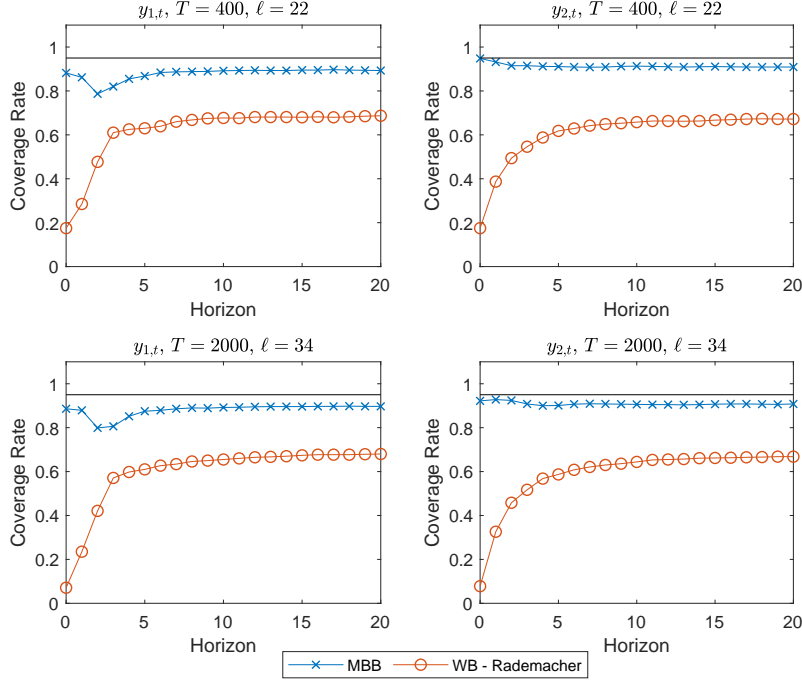 y₁,ₜ, T = 400, ℓ = 22
1
0.8
0.6
0.4
0.2
0
Coverage Rate
0 5 10 15 20
Horizon
y₂,ₜ, T = 400, ℓ = 22
1
0.8
0.6
0.4
0.2
0
Coverage Rate
0 5 10 15 20
Horizon
y₁,ₜ, T = 2000, ℓ = 34
1
0.8
0.6
0.4
0.2
0
Coverage Rate
0 5 10 15 20
Horizon
y₂,ₜ, T = 2000, ℓ = 34
1
0.8
0.6
0.4
0.2
0
Coverage Rate
0 5 10 15 20
Horizon
MBB WB - Rademacher